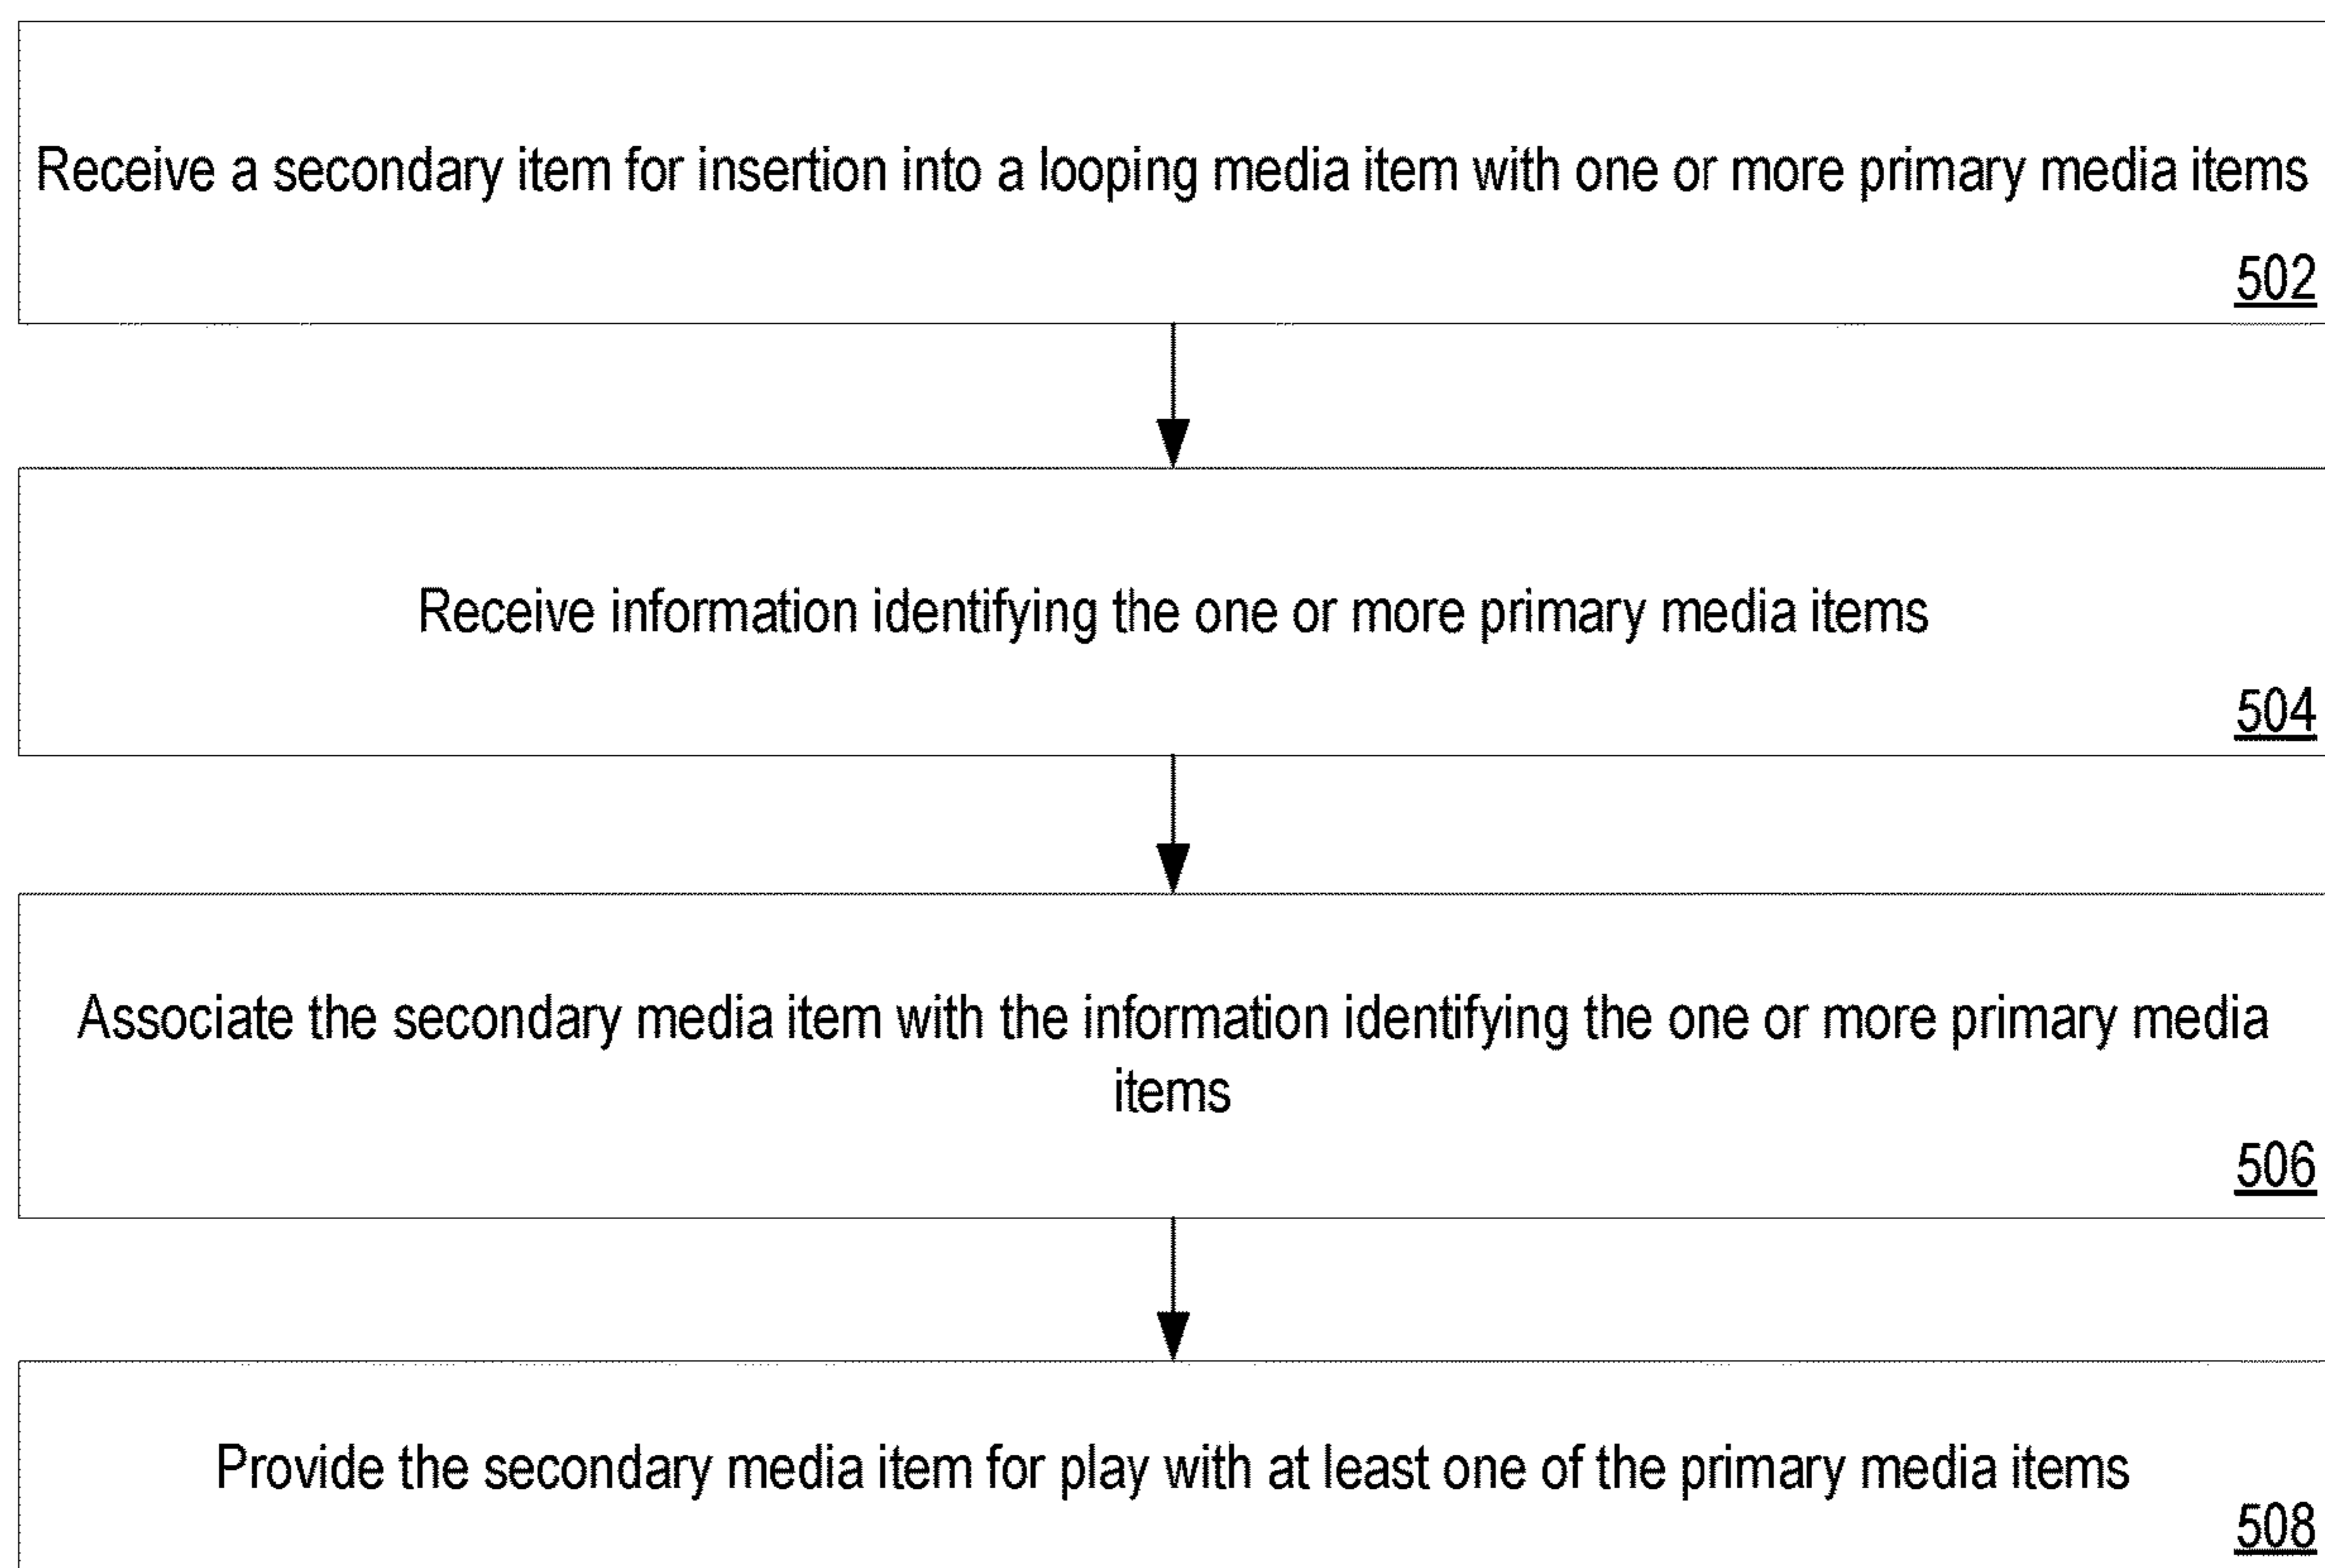 Receive a secondary item for insertion into a looping media item with one or more primary media items
502
Receive information identifying the one or more primary media items
504
Associate the secondary media item with the information identifying the one or more primary media
items
506
Provide the secondary media item for play with at least one of the primary media items
508